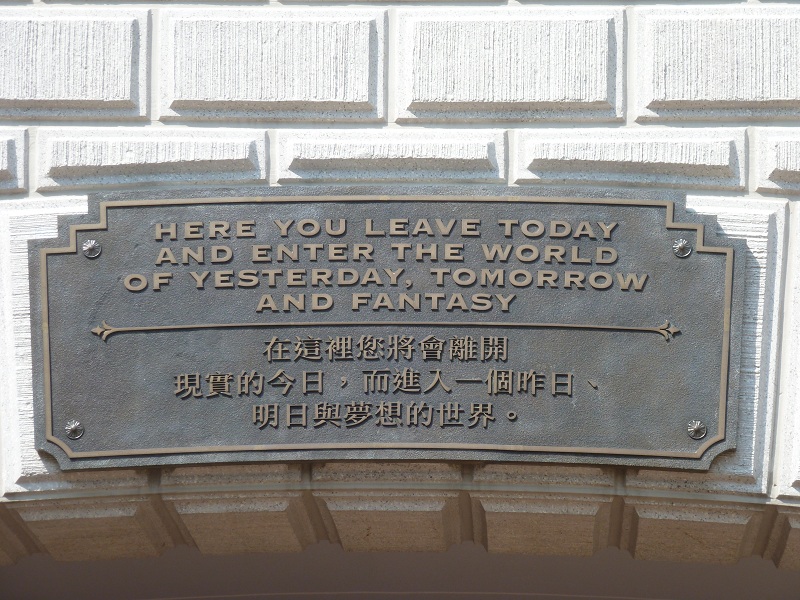 HERE YOU LEAVE TODAY
AND ENTER THE WORLD
OF YESTERDAY, TOMORROW
AND FANTASY
在這裡您將會離開
現實的今日，而進入一個昨日、
明日與夢想的世界。